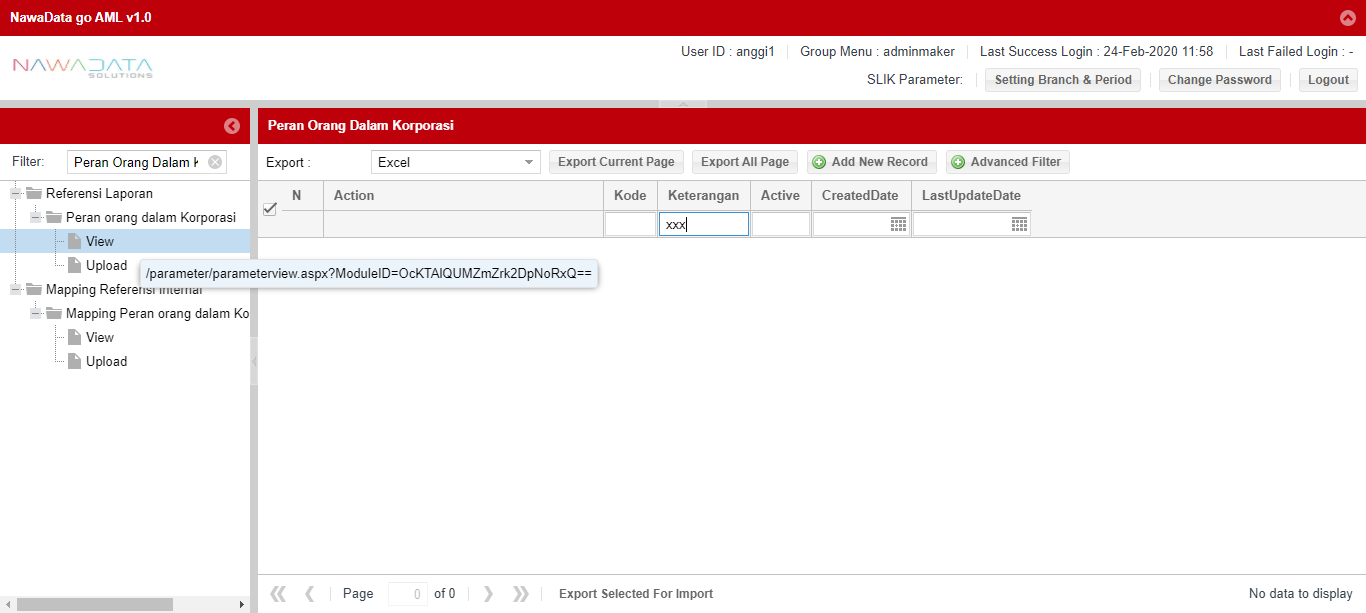 NawaData go AML v1.0
NAWADATA
SOLUTIONS
User ID : anggi1 Group Menu : adminmaker Last Success Login : 24-Feb-2020 11:58 Last Failed Login : -
SLIK Parameter: Setting Branch & Period Change Password Logout
Peran Orang Dalam Korporasi
Filter: Peran Orang Dalam K
Export : Excel Export Current Page Export All Page Add New Record Advanced Filter
Referensi Laporan
Peran orang dalam Korporasi
View
Upload
Mapping Referensi Internal
Mapping Peran orang dalam Ko
View
Upload
/parameter/parameterview.aspx?ModuleID=OcKTAlQUMZmZrk2DpNoRxQ==
N Action Kode Keterangan Active CreatedDate LastUpdateDate
xxx
Page 0 of 0 Export Selected For Import No data to display